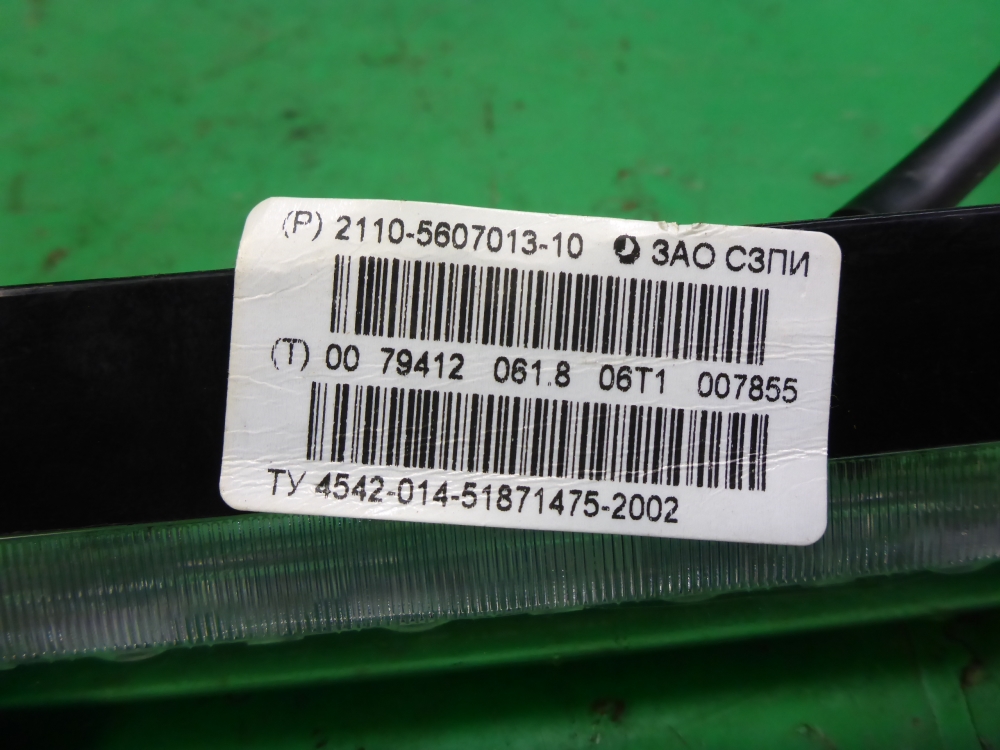 (P) 2110-5607013-10 ЗАО СЗПИ
(T) 00 79412 061.8 06T1 007855
ТУ 4542-014-51871475-2002